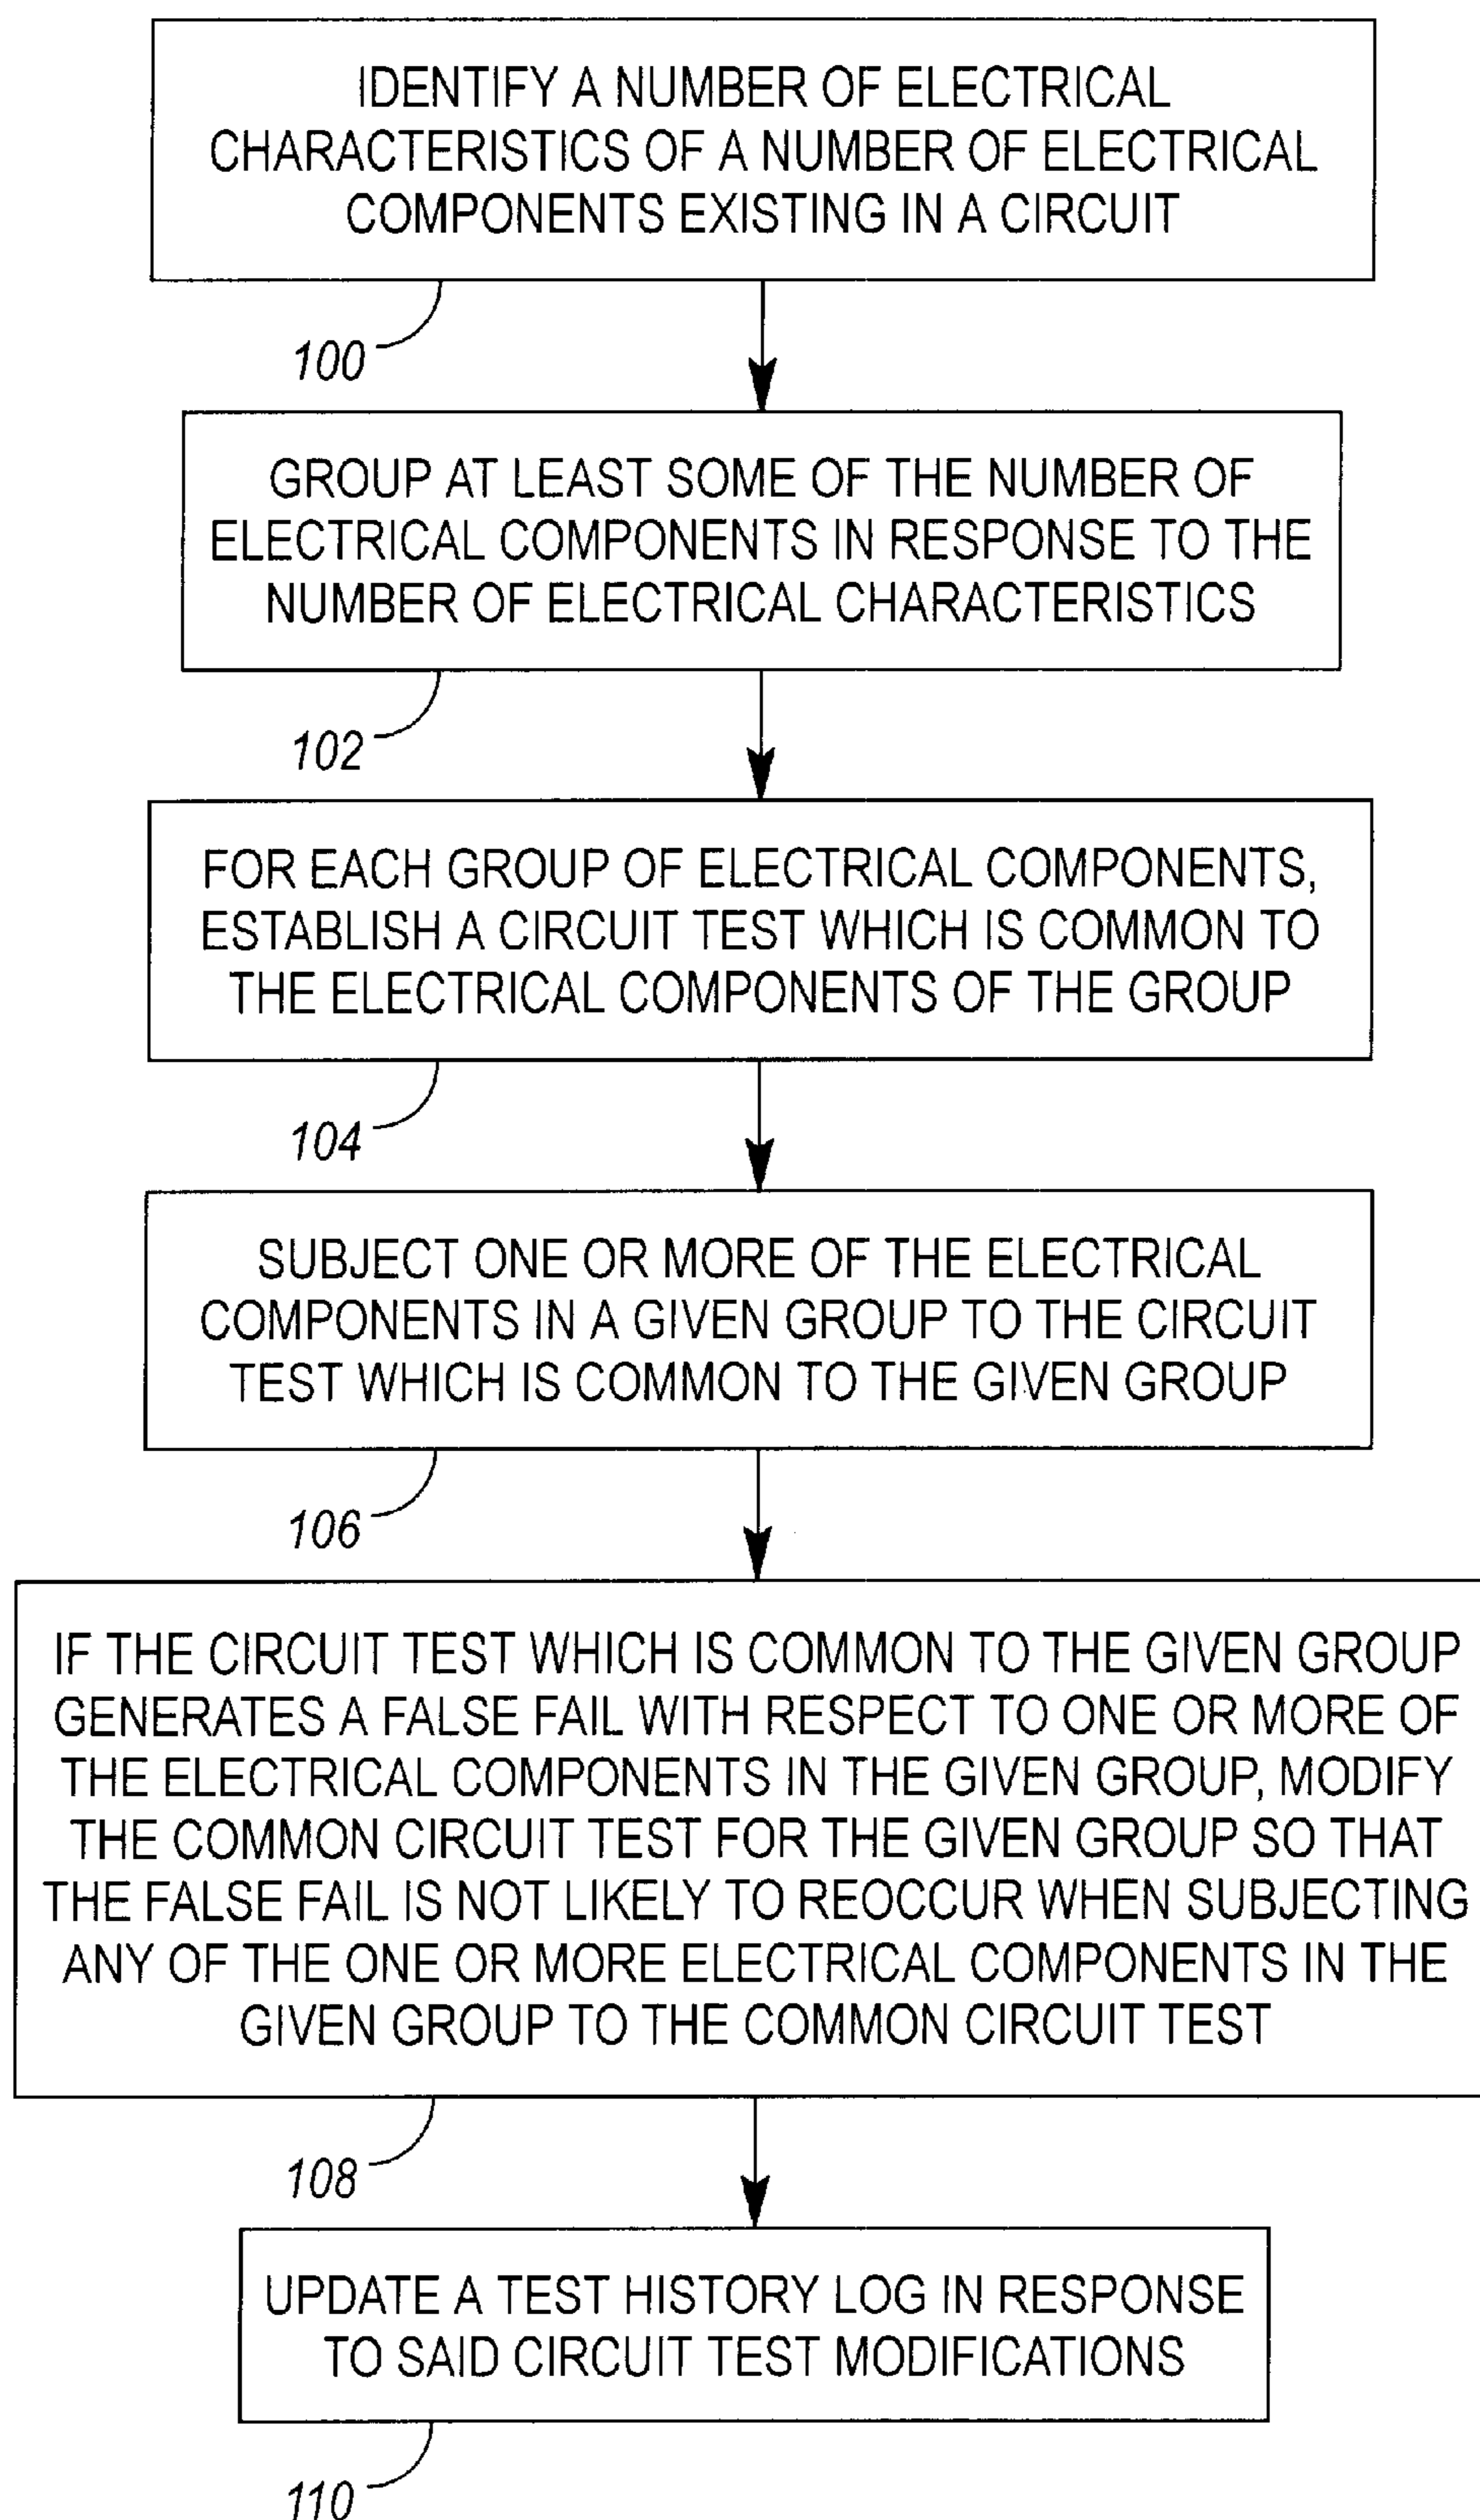 IDENTIFY A NUMBER OF ELECTRICAL
CHARACTERISTICS OF A NUMBER OF ELECTRICAL
COMPONENTS EXISTING IN A CIRCUIT
100
GROUP AT LEAST SOME OF THE NUMBER OF
ELECTRICAL COMPONENTS IN RESPONSE TO THE
NUMBER OF ELECTRICAL CHARACTERISTICS
102
FOR EACH GROUP OF ELECTRICAL COMPONENTS,
ESTABLISH A CIRCUIT TEST WHICH IS COMMON TO
THE ELECTRICAL COMPONENTS OF THE GROUP
104
SUBJECT ONE OR MORE OF THE ELECTRICAL
COMPONENTS IN A GIVEN GROUP TO THE CIRCUIT
TEST WHICH IS COMMON TO THE GIVEN GROUP
106
IF THE CIRCUIT TEST WHICH IS COMMON TO THE GIVEN GROUP
GENERATES A FALSE FAIL WITH RESPECT TO ONE OR MORE OF
THE ELECTRICAL COMPONENTS IN THE GIVEN GROUP, MODIFY
THE COMMON CIRCUIT TEST FOR THE GIVEN GROUP SO THAT
THE FALSE FAIL IS NOT LIKELY TO REOCCUR WHEN SUBJECTING
ANY OF THE ONE OR MORE ELECTRICAL COMPONENTS IN THE
GIVEN GROUP TO THE COMMON CIRCUIT TEST
108
UPDATE A TEST HISTORY LOG IN RESPONSE
TO SAID CIRCUIT TEST MODIFICATIONS
110